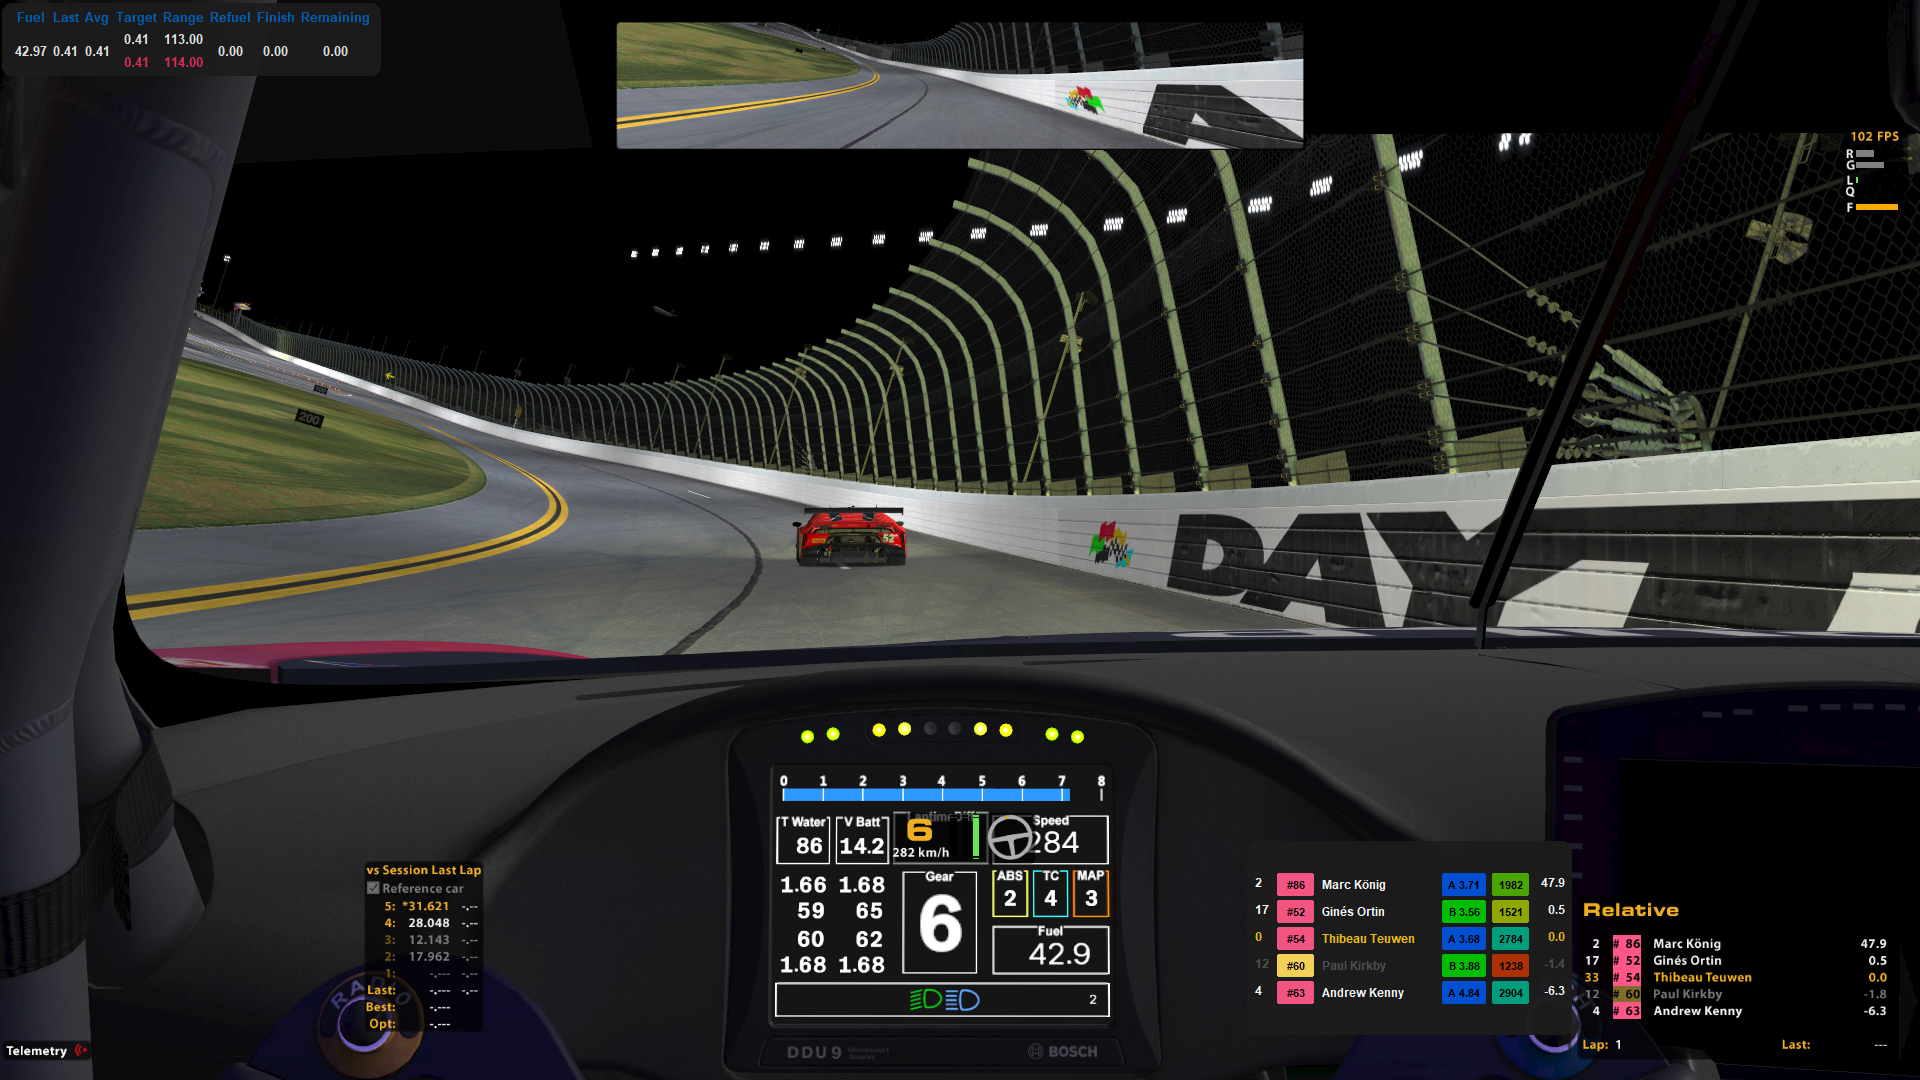 Fuel Last Avg Target Range Refuel Finish Remaining
0.41 113.00
42.97 0.41 0.41 0.00 0.00 0.00
0.41 114.00
102 FPS
R
G
L
Q
F
200
52
DAY
0 1 2 3 4 5 6 7 8
T Water 86
V Batt 14.2
6
282 km/h
Speed
284
1.66 1.68
59 65
60 62
1.68 1.68
Gear
6
ABS 2
TC 4
MAP 3
Fuel
42.9
2
DDU 9
BOSCH
vs Session Last Lap
Reference car
5: *31.621 -.--
4: 28.048 -.--
3: 12.143 -.--
2: 17.962 -.--
1: -.--- -.--
Last: -.--- -.--
Best: -.---
Opt: -.---
RADIO
Telemetry
2 #86 Marc König A 3.71 1982 47.9
17 #52 Ginés Ortin B 3.56 1521 0.5
0 #54 Thibeau Teuwen A 3.68 2784 0.0
12 #60 Paul Kirkby B 3.88 1238 -1.4
4 #63 Andrew Kenny A 4.84 2904 -6.3
Relative
2 # 86 Marc König 47.9
17 # 52 Ginés Ortin 0.5
33 # 54 Thibeau Teuwen 0.0
12 # 60 Paul Kirkby -1.8
4 # 63 Andrew Kenny -6.3
Lap: 1 Last: ---